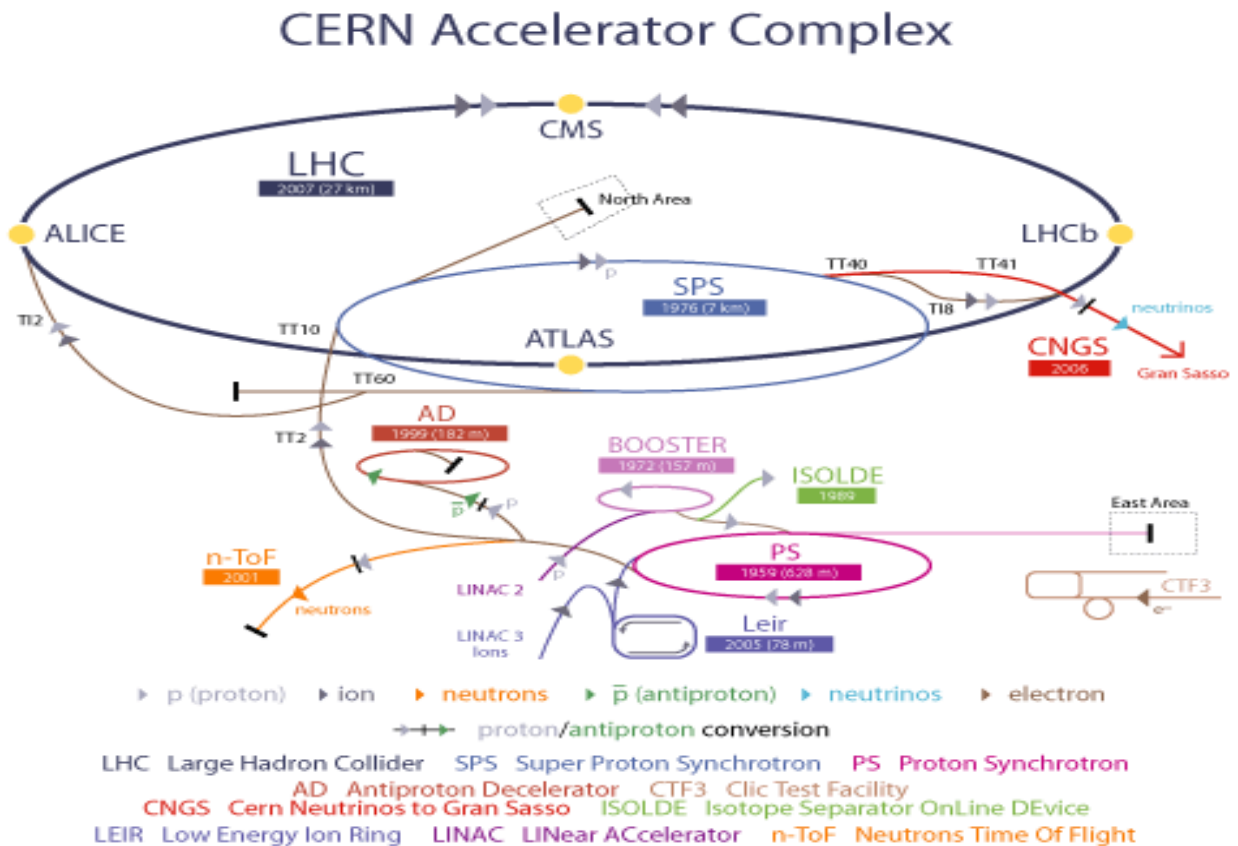 CERN Accelerator Complex
CMS
LHC
2007 (27 km)
North Area
ALICE
LHCb
TT40
TT41
SPS
1976 (7 km)
p
TI2
TT10
TI8
neutrinos
ATLAS
CNGS
2006
Gran Sasso
TT60
AD
1999 (182 m)
TT2
BOOSTER
1972 (157 m)
ISOLDE
1989
p̅
p
East Area
n-ToF
2001
PS
1959 (628 m)
LINAC 2
p
neutrons
CTF3
e-
LINAC 3
Ions
Leir
2005 (78 m)
p (proton) ion neutrons p̅ (antiproton) neutrinos electron
proton/antiproton conversion
LHC Large Hadron Collider SPS Super Proton Synchrotron PS Proton Synchrotron
AD Antiproton Decelerator CTF3 Clic Test Facility
CNGS Cern Neutrinos to Gran Sasso ISOLDE Isotope Separator OnLine DEvice
LEIR Low Energy Ion Ring LINAC LINear ACcelerator n-ToF Neutrons Time Of Flight